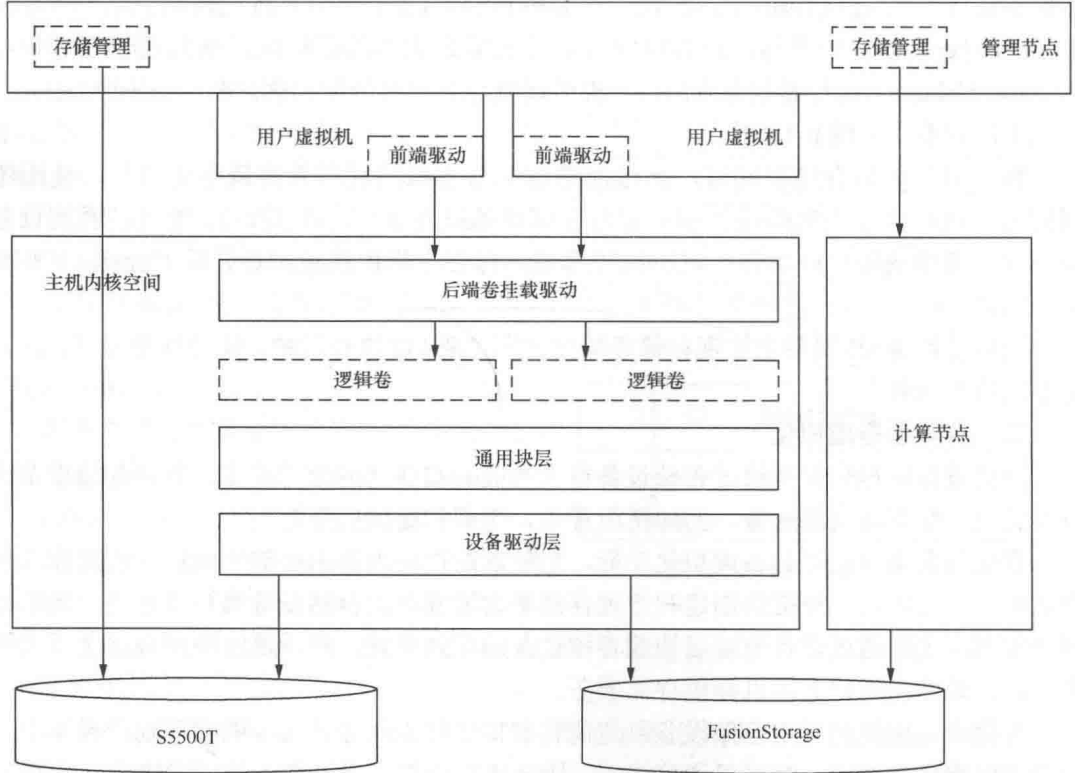 存储管理
存储管理
管理节点
用户虚拟机
前端驱动
前端驱动
用户虚拟机
主机内核空间
后端卷挂载驱动
逻辑卷
逻辑卷
通用块层
计算节点
设备驱动层
S5500T
FusionStorage